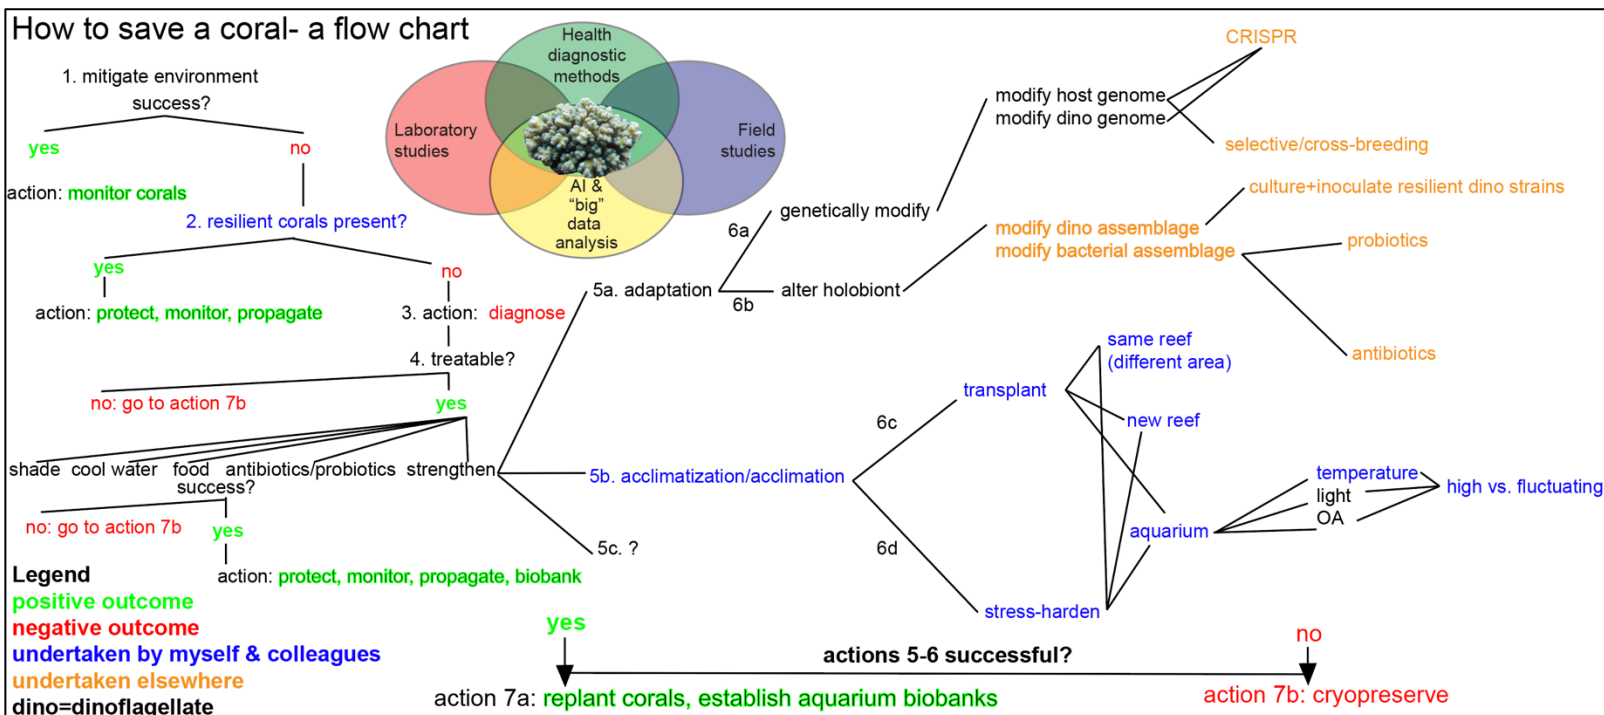 How to save a coral- a flow chart
1. mitigate environment
success?
yes
no
action: monitor corals
2. resilient corals present?
yes
no
action: protect, monitor, propagate
3. action: diagnose
4. treatable?
no: go to action 7b
yes
shade cool water food antibiotics/probiotics strengthen
success?
no: go to action 7b
yes
action: protect, monitor, propagate, biobank
Health
diagnostic
methods
Laboratory
studies
Field
studies
AI &
“big”
data
analysis
5a. adaptation
6a
genetically modify
modify host genome
modify dino genome
CRISPR
selective/cross-breeding
6b
alter holobiont
modify dino assemblage
modify bacterial assemblage
culture+inoculate resilient dino strains
probiotics
antibiotics
5b. acclimatization/acclimation
6c
transplant
same reef
(different area)
new reef
aquarium
temperature
light
OA
high vs. fluctuating
6d
stress-harden
5c. ?
Legend
positive outcome
negative outcome
undertaken by myself & colleagues
undertaken elsewhere
dino=dinoflagellate
yes
actions 5-6 successful?
no
action 7a: replant corals, establish aquarium biobanks
action 7b: cryopreserve